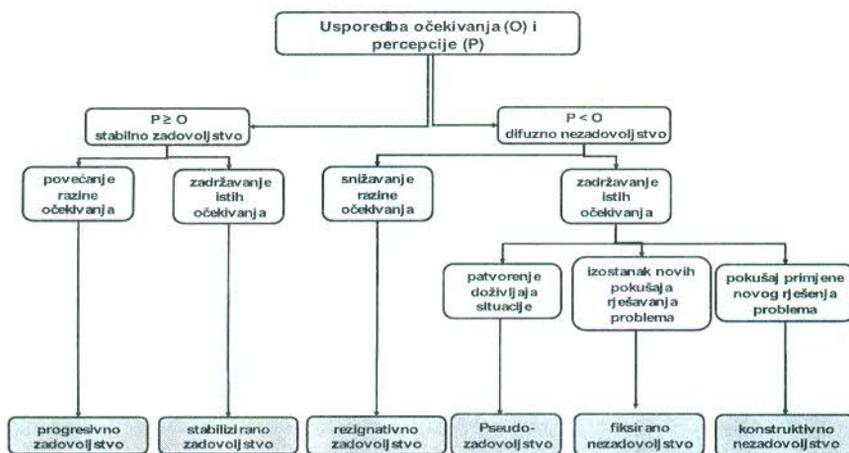 Usporedba očekivanja (O) i
percepcije (P)
P ≥ O
stabilno zadovoljstvo
P < O
difuzno nezadovoljstvo
povećanje
razine
očekivanja
zadržavanje
istih
očekivanja
snižavanje
razine
očekivanja
zadržavanje
istih
očekivanja
patvorenje
doživljaja
situacije
izostanak novih
pokušaja
rješavanja
problema
pokušaj primjene
novog rješenja
problema
progresivno
zadovoljstvo
stabilizirano
zadovoljstvo
rezignativno
zadovoljstvo
Pseudo-
zadovoljstvo
fiksirano
nezadovoljstvo
konstruktivno
nezadovoljstvo